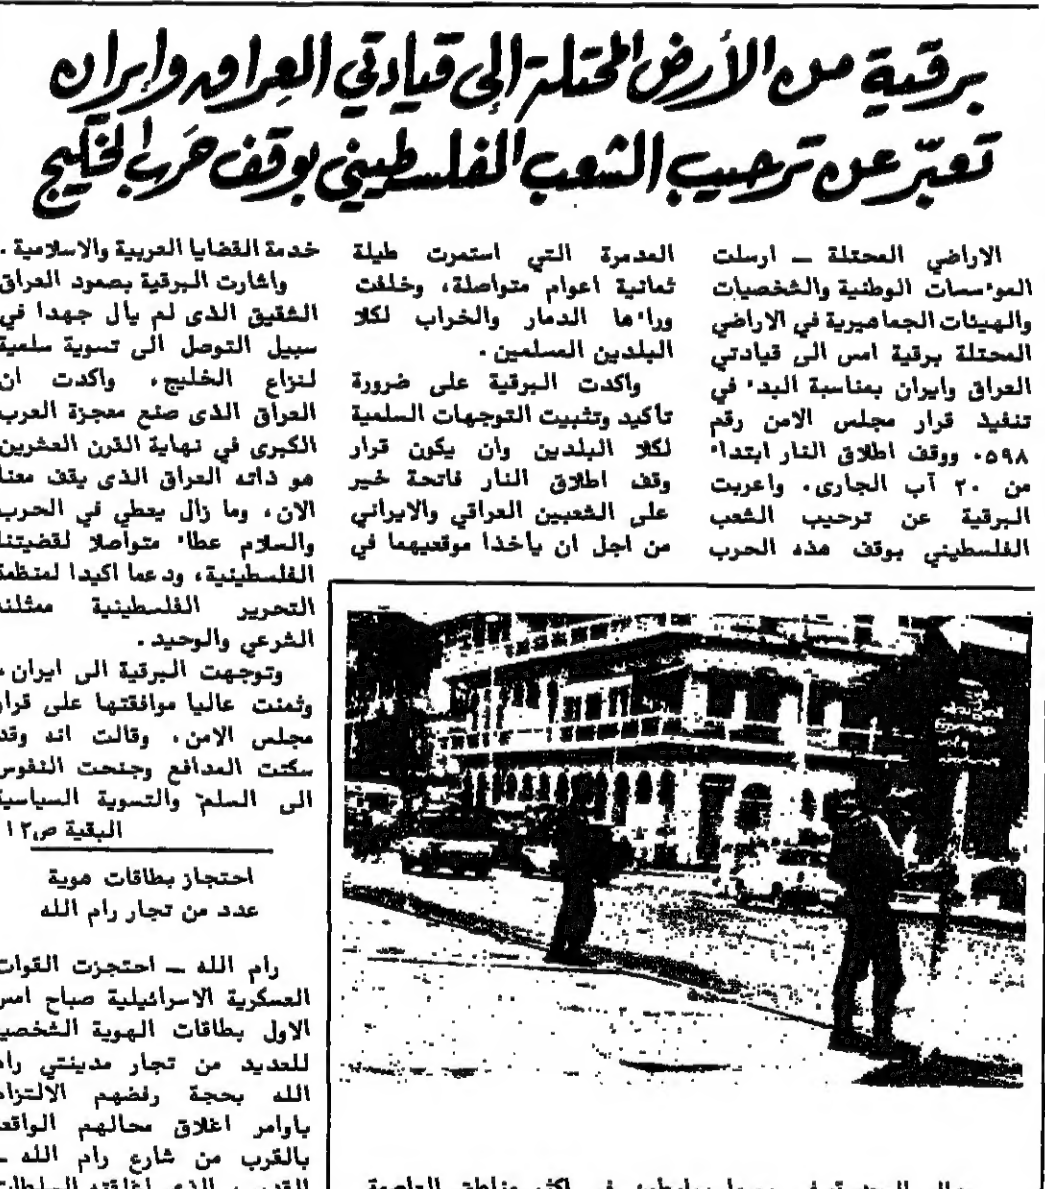 برقية من الأرض المحتلة إلى قيادتي العراق وإيران
تعبّر عن ترحيب الشعب الفلسطيني بوقف حرب الخليج
الاراضي المحتلة ــ ارسلت
الموءسسات الوطنية والشخصيات
والهيئات الجماهيرية في الاراضي
المحتلة برقية امس الى قيادتي
العراق وايران بمناسبة البدء في
تنفيذ قرار مجلس الامن رقم
٥٩٨، ووقف اطلاق النار ابتداء
من ٢٠ آب الجاري، واعربت
البرقية عن ترحيب الشعب
الفلسطيني بوقف هذه الحرب
المدمرة التي استمرت طيلة
ثمانية اعوام متواصلة، وخلفت
وراءها الدمار والخراب لكلا
البلدين المسلمين.
واكدت البرقية على ضرورة
تأكيد وتثبيت التوجهات السلمية
لكلا البلدين وان يكون قرار
وقف اطلاق النار فاتحة خير
على الشعبين العراقي والايراني
من اجل ان يأخذا موقعيهما في
خدمة القضايا العربية والاسلامية.
واشارت البرقية بصمود العراق
الشقيق الذي لم يأل جهدا في
سبيل التوصل الى تسوية سلمية
لنزاع الخليج، واكدت ان
العراق الذي صنع معجزة العرب
الكبرى في نهاية القرن العشرين
هو ذاته العراق الذي يقف معنا
الان، وما زال يعطي في الحرب
والسلام عطاء متواصلا لقضيتنا
الفلسطينية، ودعما اكيدا لمنظمة
التحرير الفلسطينية ممثلنا
الشرعي والوحيد.
وتوجهت البرقية الى ايران،
وثمنت عاليا موافقتها على قرار
مجلس الامن، وقالت انه وقد
سكتت المدافع وجنحت النفوس
الى السلم والتسوية السياسية
البقية ص١٢
احتجاز بطاقات هوية
عدد من تجار رام الله
رام الله ــ احتجزت القوات
العسكرية الاسرائيلية صباح امس
الاول بطاقات الهوية الشخصية
للعديد من تجار مدينتي رام
الله بحجة رفضهم الالتزام
باوامر اغلاق محالهم الواقعة
بالقرب من شارع رام الله ــ
القدس الذي اغلقته السلطات